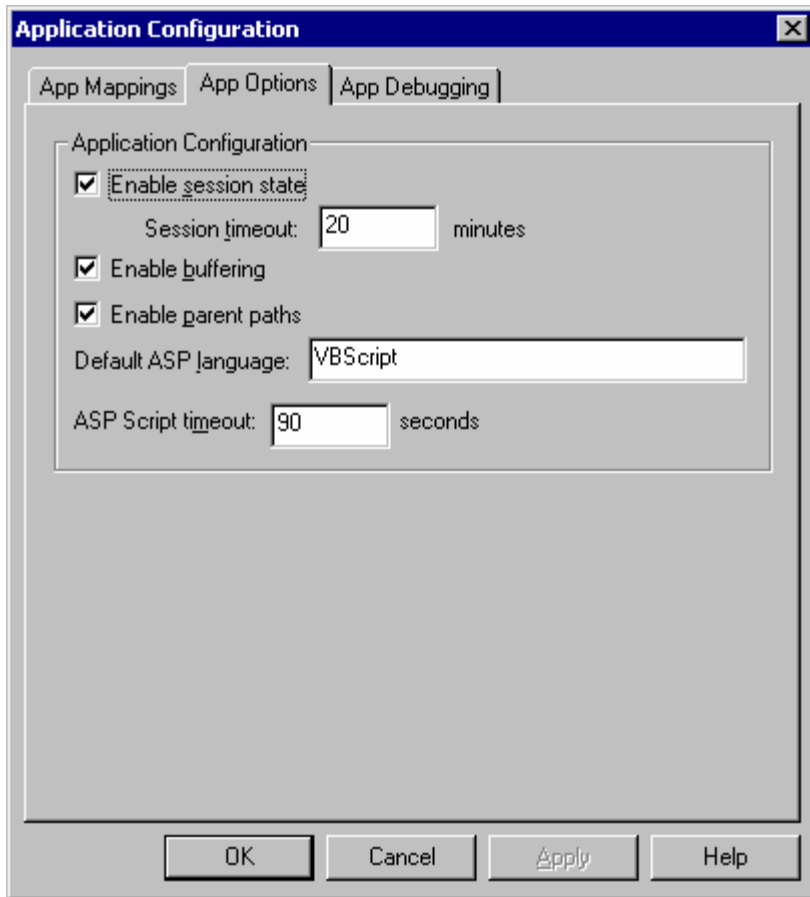 Application Configuration
App Mappings App Options App Debugging
Application Configuration
Enable session state
Session timeout: 20 minutes
Enable buffering
Enable parent paths
Default ASP language: VBScript
ASP Script timeout: 90 seconds
OK Cancel Apply Help